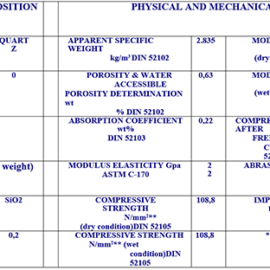 OSITION
PHYSICAL AND MECHANICA
QUART
Z
APPARENT SPECIFIC
WEIGHT
kg/m³ DIN 52102
2.835
MOD
(dry
0
POROSITY & WATER
ACCESSIBLE
POROSITY DETERMINATION
wt
% DIN 52102
0,63
MOD
(wet
ABSORPTION COEFFICIENT
wt%
DIN 52103
0,22
COMPRE
AFTER
FRE
C
52
weight)
MODULUS ELASTICITY Gpa
ASTM C-170
2
2
ABRAS
SiO2
COMPRESSIVE
STRENGTH
N/mm²**
(dry condition)DIN 52105
108,8
IMP
0,2
COMPRESSIVE STRENGTH
N/mm²** (wet
condition)DIN
52105
108,8